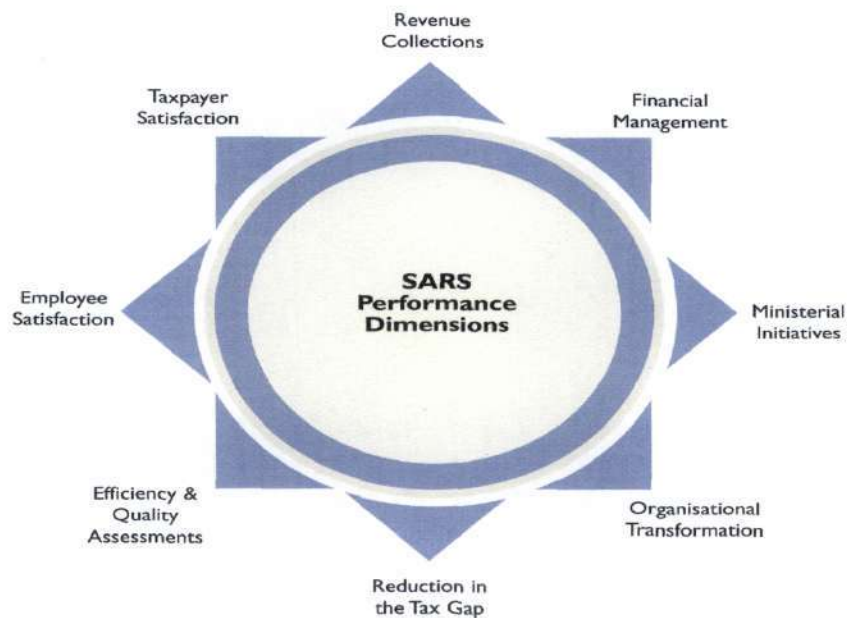 Revenue
Collections
Taxpayer
Satisfaction
Financial
Management
Employee
Satisfaction
SARS
Performance
Dimensions
Ministerial
Initiatives
Efficiency &
Quality
Assessments
Organisational
Transformation
Reduction in
the Tax Gap